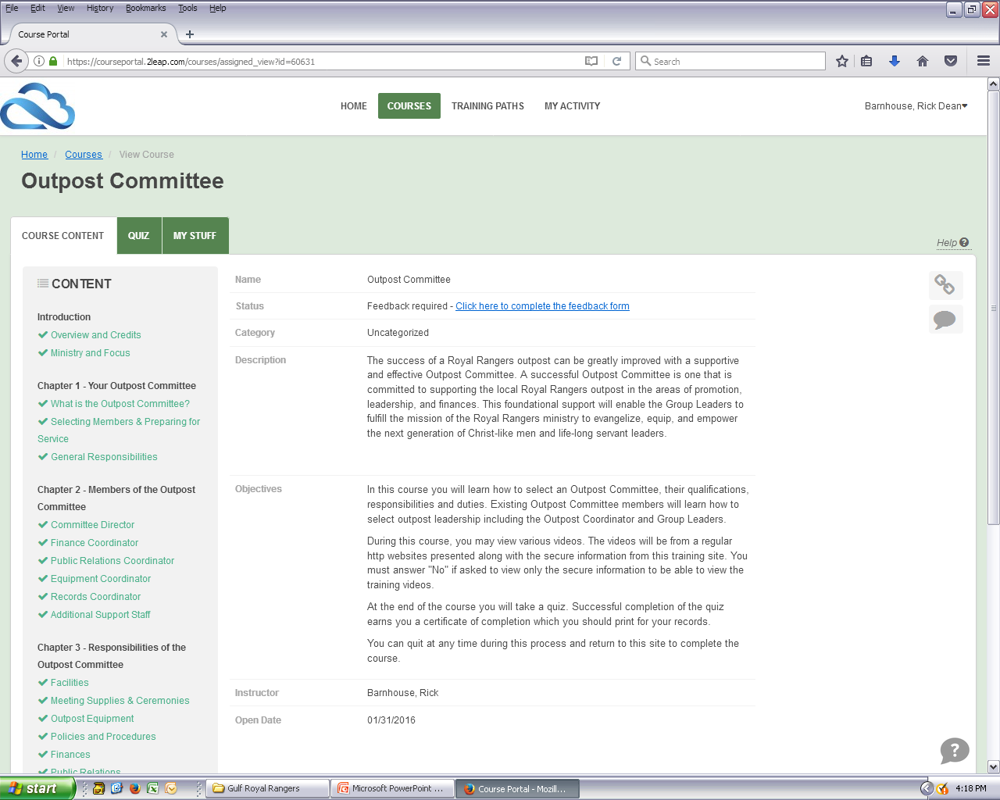 File Edit View History Bookmarks Tools Help
Course Portal
https://courseportal.2leap.com/courses/assigned_view?id=60631
Search
HOME COURSES TRAINING PATHS MY ACTIVITY
Barnhouse, Rick Dean
Home / Courses / View Course
Outpost Committee
COURSE CONTENT QUIZ MY STUFF
Help
CONTENT
Introduction
Overview and Credits
Ministry and Focus
Chapter 1 - Your Outpost Committee
What is the Outpost Committee?
Selecting Members & Preparing for
Service
General Responsibilities
Chapter 2 - Members of the Outpost
Committee
Committee Director
Finance Coordinator
Public Relations Coordinator
Equipment Coordinator
Records Coordinator
Additional Support Staff
Chapter 3 - Responsibilities of the
Outpost Committee
Facilities
Meeting Supplies & Ceremonies
Outpost Equipment
Policies and Procedures
Finances
Public Relations
Name Outpost Committee
Status Feedback required - Click here to complete the feedback form
Category Uncategorized
Description The success of a Royal Rangers outpost can be greatly improved with a supportive
and effective Outpost Committee. A successful Outpost Committee is one that is
committed to supporting the local Royal Rangers outpost in the areas of promotion,
leadership, and finances. This foundational support will enable the Group Leaders to
fulfill the mission of the Royal Rangers ministry to evangelize, equip, and empower
the next generation of Christ-like men and life-long servant leaders.
Objectives In this course you will learn how to select an Outpost Committee, their qualifications,
responsibilities and duties. Existing Outpost Committee members will learn how to
select outpost leadership including the Outpost Coordinator and Group Leaders.
During this course, you may view various videos. The videos will be from a regular
http websites presented along with the secure information from this training site. You
must answer "No" if asked to view only the secure information to be able to view the
training videos.
At the end of the course you will take a quiz. Successful completion of the quiz
earns you a certificate of completion which you should print for your records.
You can quit at any time during this process and return to this site to complete the
course.
Instructor Barnhouse, Rick
Open Date 01/31/2016
start Gulf Royal Rangers Microsoft PowerPoint ... Course Portal - Mozill... 4:18 PM